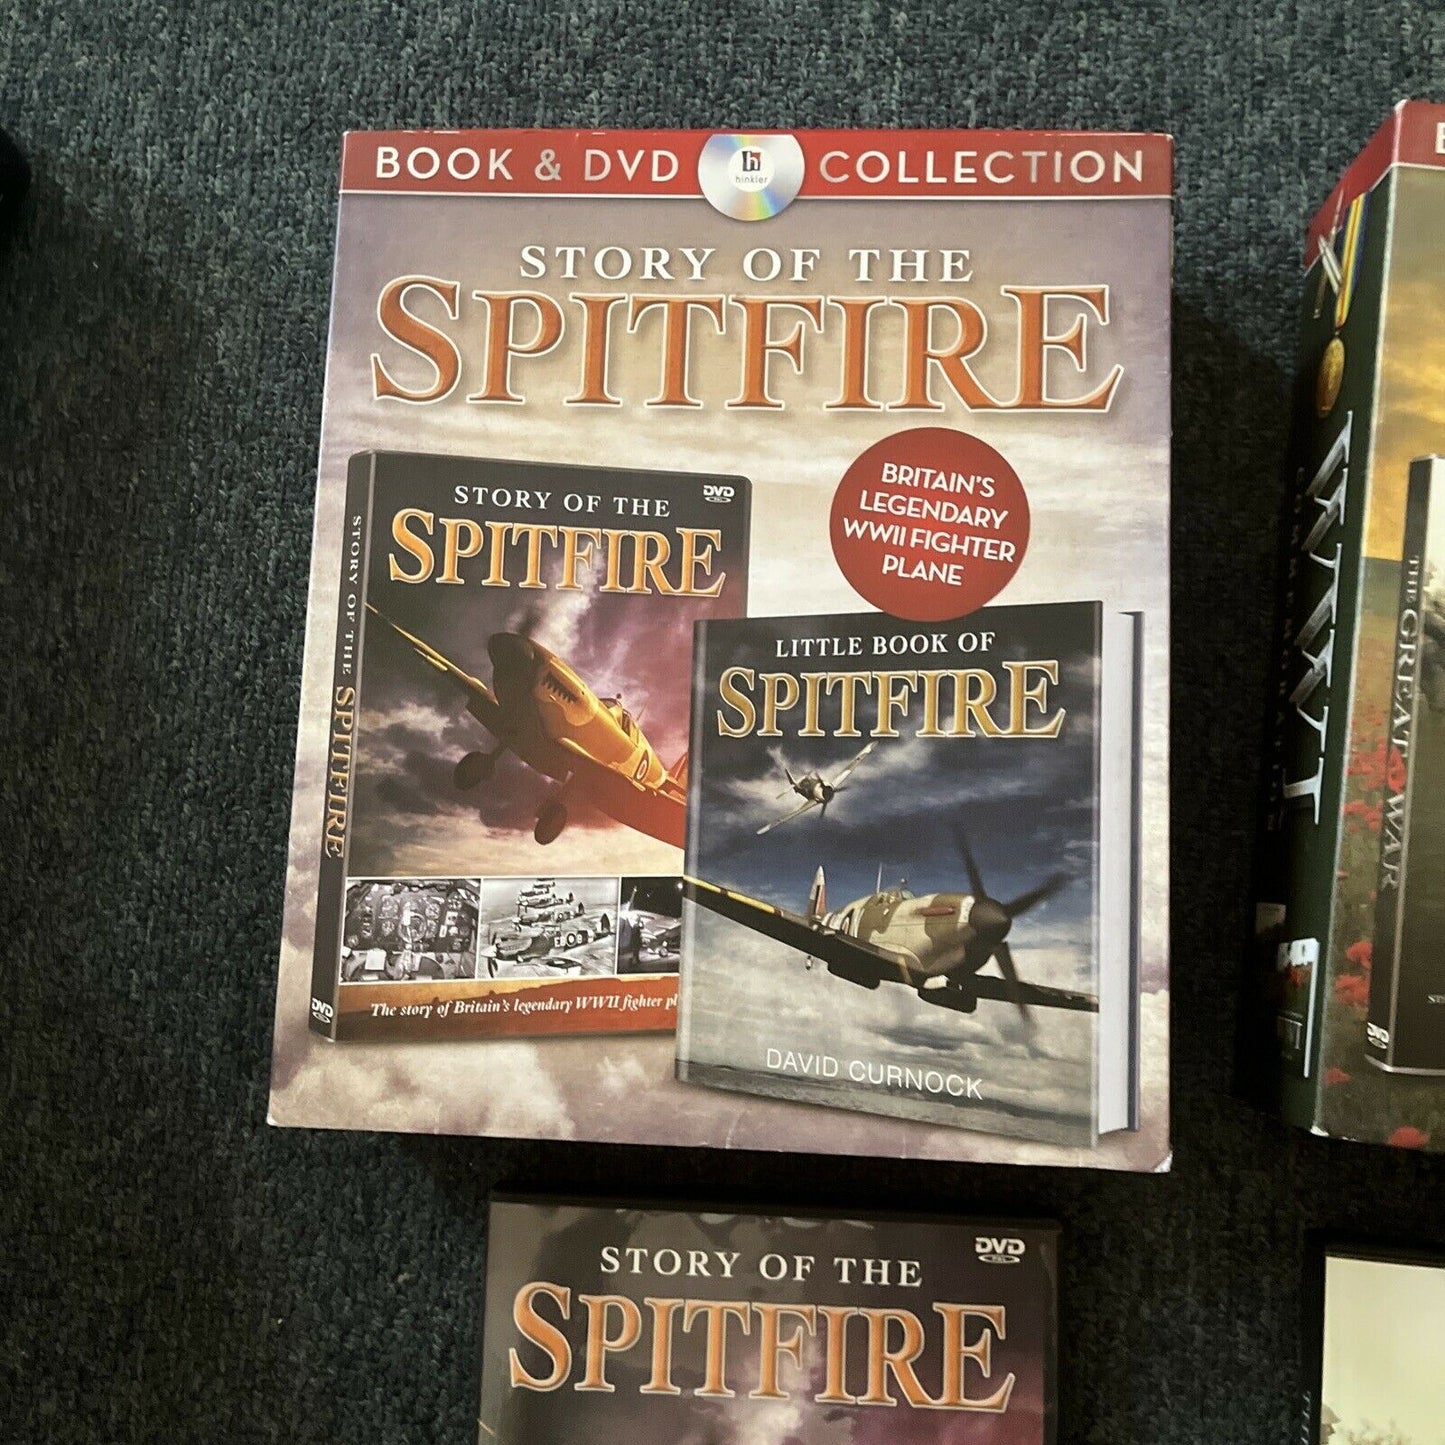 BOOK & DVD
h
hinkler
COLLECTION
STORY OF THE
SPITFIRE
BRITAIN'S
LEGENDARY
WWII FIGHTER
PLANE
STORY OF THE
DVD
SPITFIRE
STORY OF THE SPITFIRE
DVD
The story of Britain's legendary WWII fighter pl
LITTLE BOOK OF
SPITFIRE
DAVID CURNOCK
STORY OF THE
DVD
SPITFIRE
WWI
THE GREAT WAR
DVD